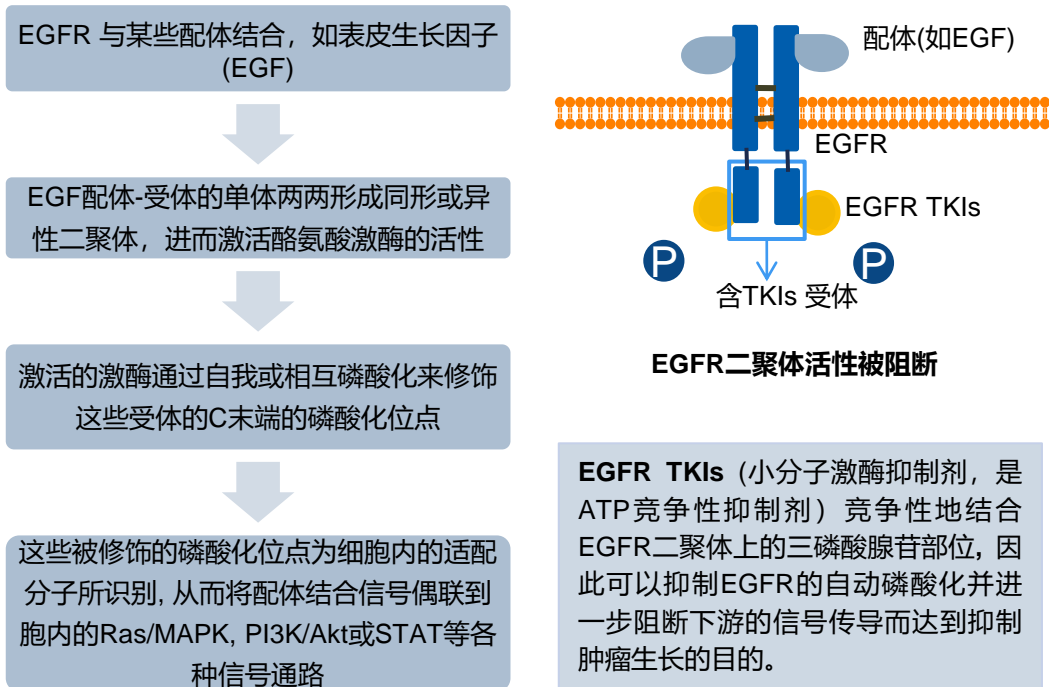 EGFR 与某些配体结合，如表皮生长因子
(EGF)
EGF配体-受体的单体两两形成同形或异
性二聚体，进而激活酪氨酸激酶的活性
激活的激酶通过自我或相互磷酸化来修饰
这些受体的C末端的磷酸化位点
这些被修饰的磷酸化位点为细胞内的适配
分子所识别, 从而将配体结合信号偶联到
胞内的Ras/MAPK, PI3K/Akt或STAT等各
种信号通路
配体(如EGF)
EGFR
EGFR TKIs
P
P
含TKIs 受体
EGFR二聚体活性被阻断
EGFR TKIs (小分子激酶抑制剂，是
ATP竞争性抑制剂）竞争性地结合
EGFR二聚体上的三磷酸腺苷部位, 因
此可以抑制EGFR的自动磷酸化并进
一步阻断下游的信号传导而达到抑制
肿瘤生长的目的。